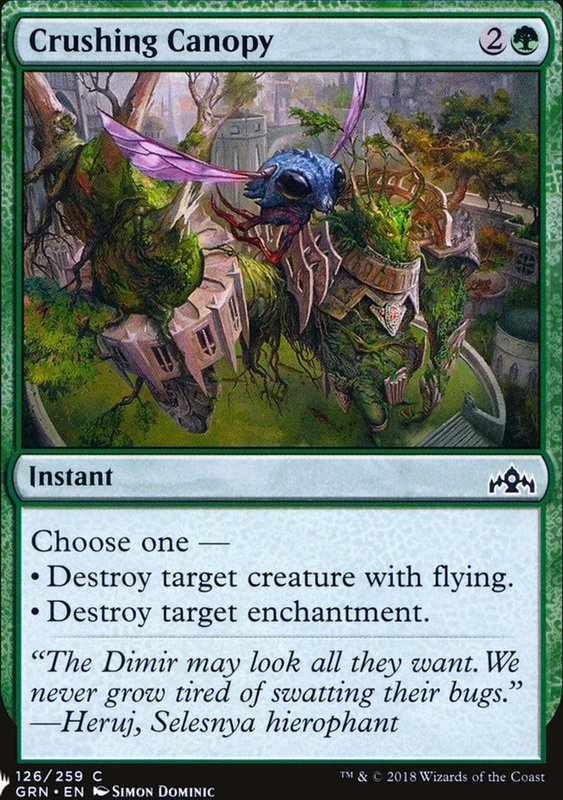 Crushing Canopy 2
Instant
Choose one —
• Destroy target creature with flying.
• Destroy target enchantment.
“The Dimir may look all they want. We
never grow tired of swatting their bugs.”
—Heruj, Selesnya hierophant
126/259 C
GRN • EN Simon Dominic
™ & © 2018 Wizards of the Coast